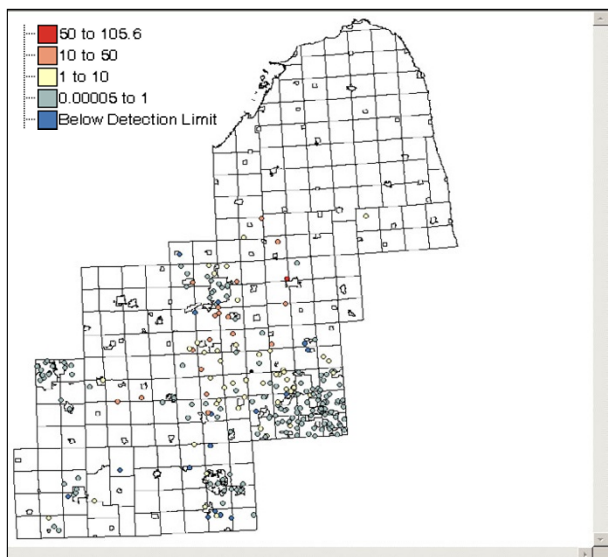 50 to 105.6
10 to 50
1 to 10
0.00005 to 1
Below Detection Limit